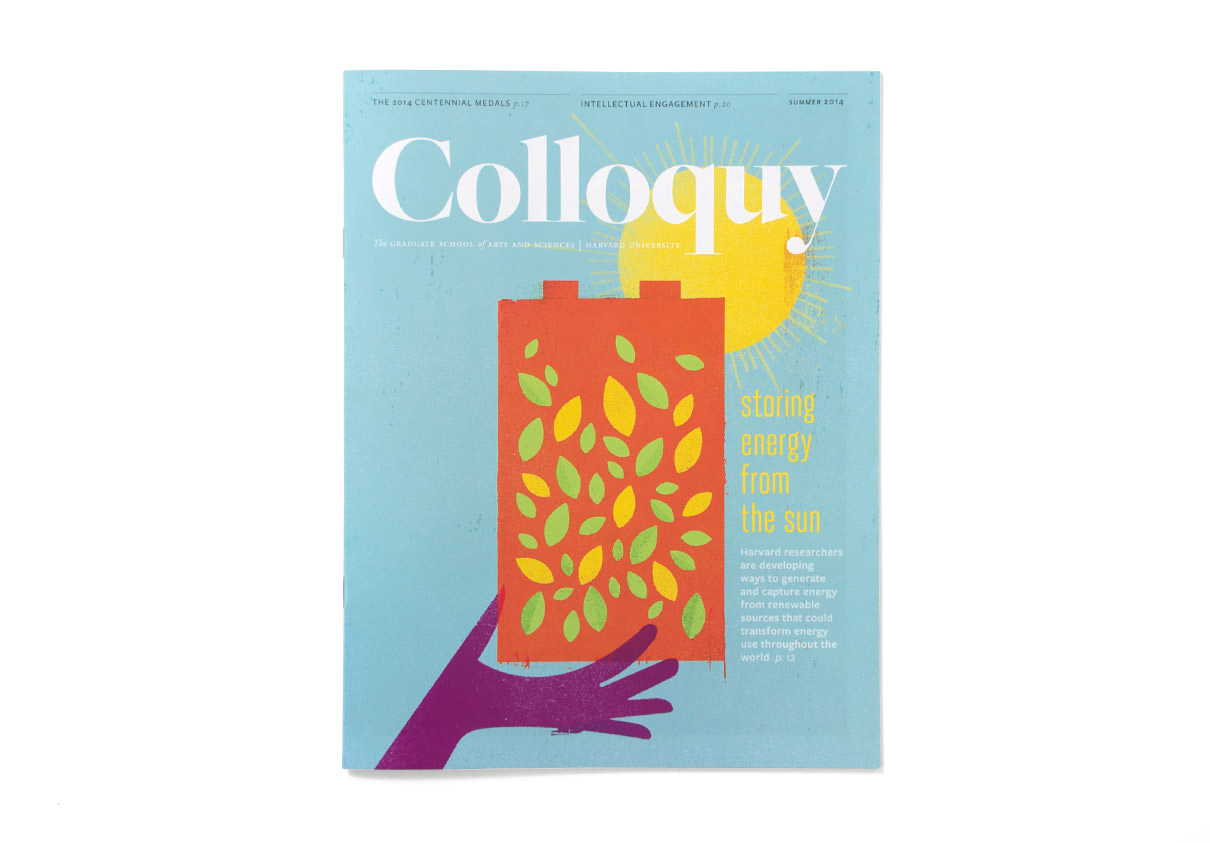 THE 2014 CENTENNIAL MEDALS p.17 INTELLECTUAL ENGAGEMENT p.20 SUMMER 2014
Colloquy
The GRADUATE SCHOOL of ARTS AND SCIENCES | HARVARD UNIVERSITY
storing
energy
from
the sun
Harvard researchers
are developing
ways to generate
and capture energy
from renewable
sources that could
transform energy
use throughout the
world p. 12